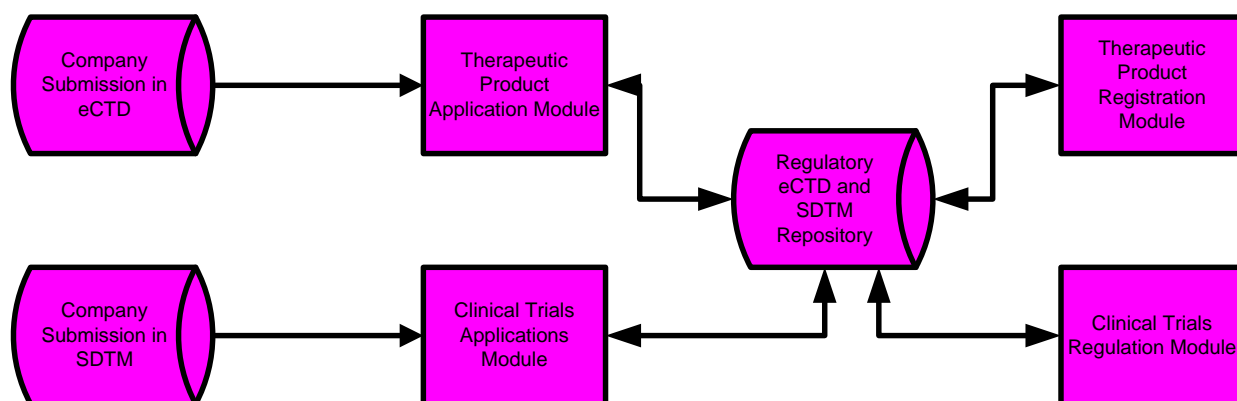 Company
Submission in
eCTD
Therapeutic
Product
Application Module
Therapeutic
Product
Registration
Module
Regulatory
eCTD and
SDTM
Repository
Company
Submission in
SDTM
Clinical Trials
Applications
Module
Clinical Trials
Regulation Module